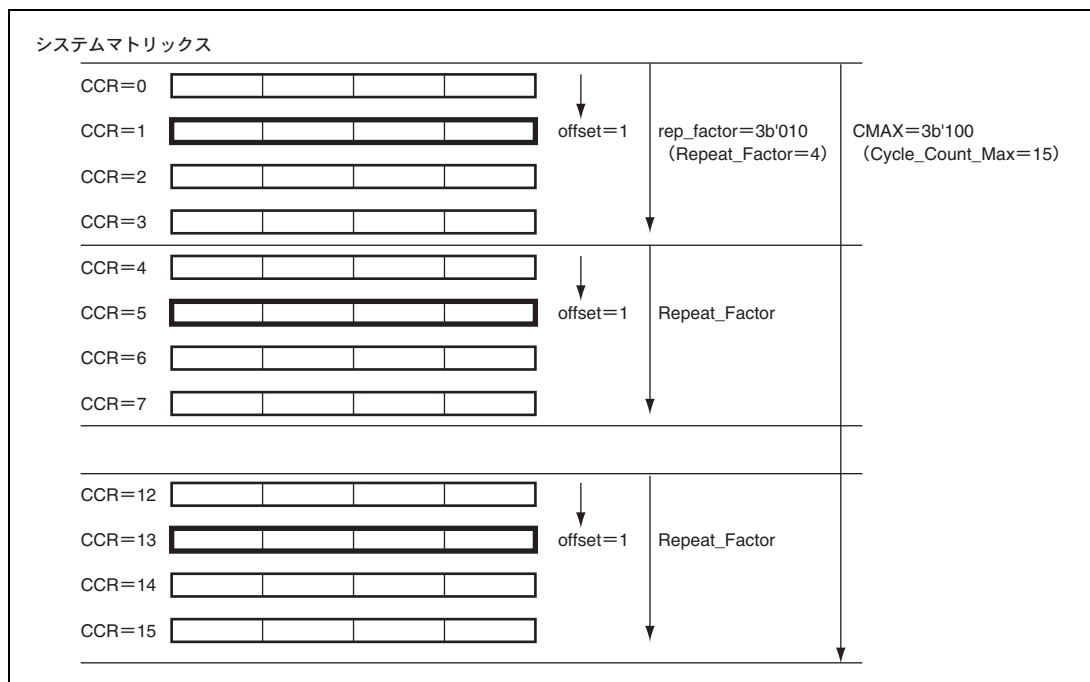 システムマトリックス
CCR=0
CCR=1 offset=1 rep_factor=3b'010 CMAX=3b'100
（Repeat_Factor=4） （Cycle_Count_Max=15）
CCR=2
CCR=3
CCR=4
CCR=5 offset=1 Repeat_Factor
CCR=6
CCR=7
CCR=12
CCR=13 offset=1 Repeat_Factor
CCR=14
CCR=15